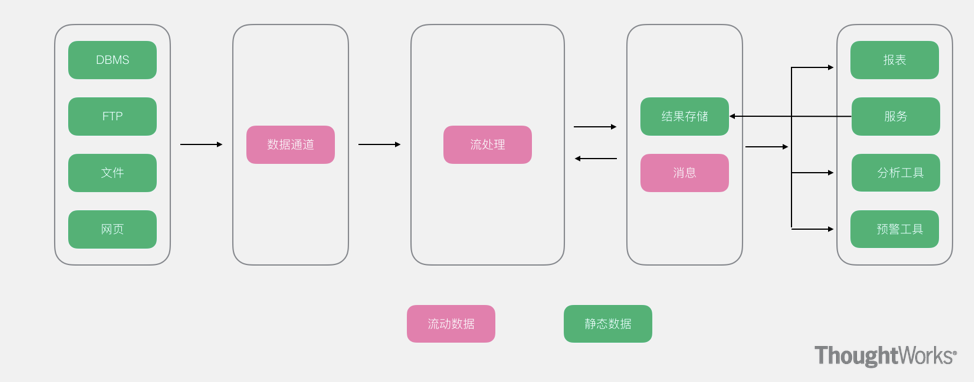 DBMS
FTP
文件
网页
数据通道
流处理
结果存储
消息
报表
服务
分析工具
预警工具
流动数据
静态数据
ThoughtWorks®